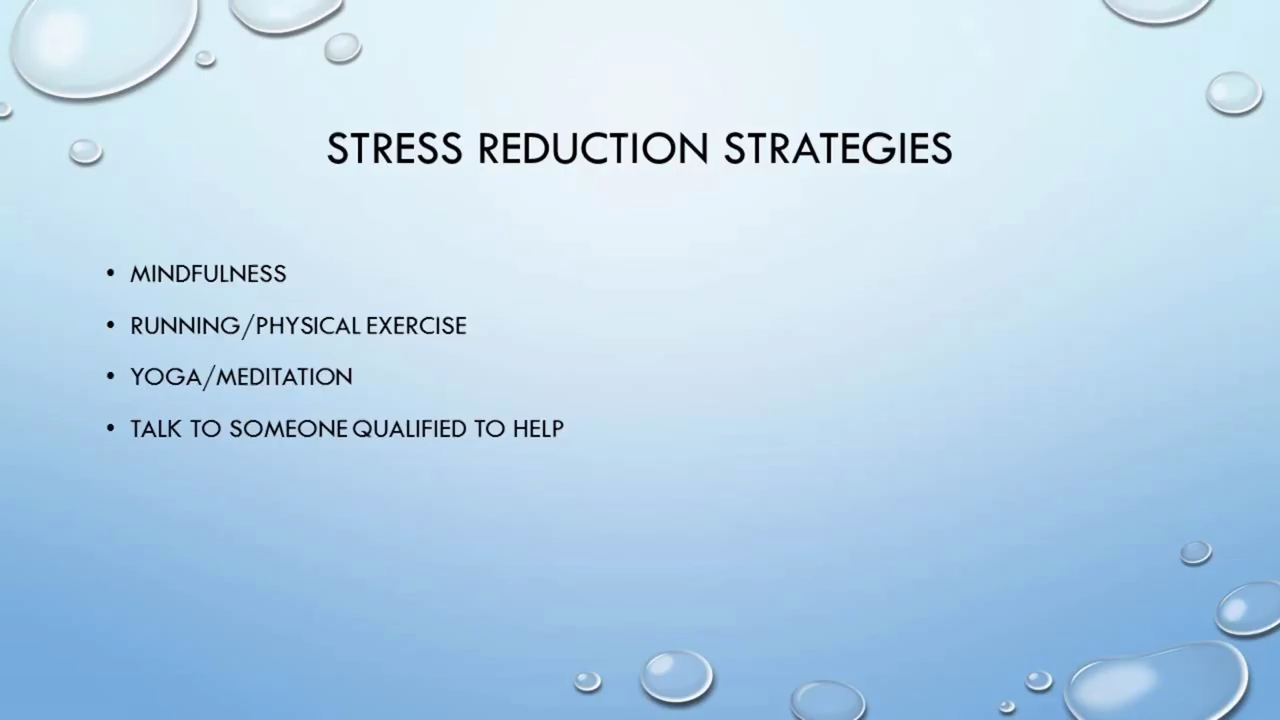 STRESS REDUCTION STRATEGIES
• MINDFULNESS
• RUNNING/PHYSICAL EXERCISE
• YOGA/MEDITATION
• TALK TO SOMEONE QUALIFIED TO HELP